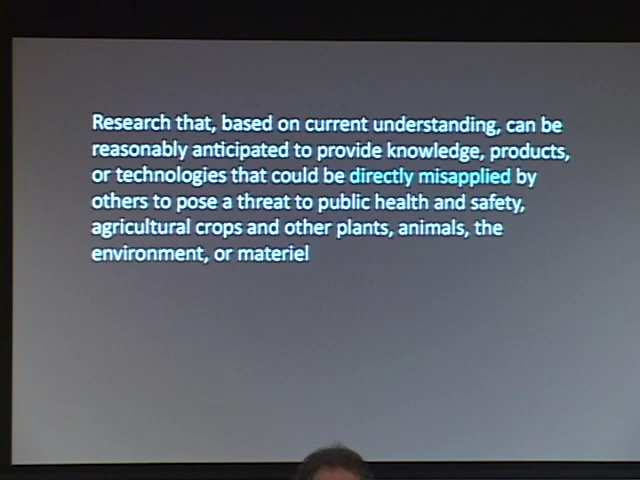 Research that, based on current understanding, can be
reasonably anticipated to provide knowledge, products,
or technologies that could be directly misapplied by
others to pose a threat to public health and safety,
agricultural crops and other plants, animals, the
environment, or materiel